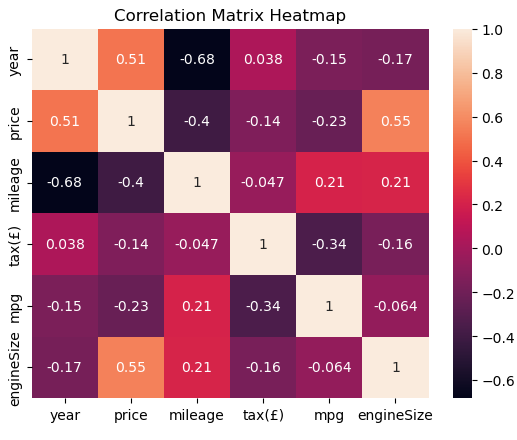 Correlation Matrix Heatmap
year 1 0.51 -0.68 0.038 -0.15 -0.17
price 0.51 1 -0.4 -0.14 -0.23 0.55
mileage -0.68 -0.4 1 -0.047 0.21 0.21
tax(£) 0.038 -0.14 -0.047 1 -0.34 -0.16
mpg -0.15 -0.23 0.21 -0.34 1 -0.064
engineSize -0.17 0.55 0.21 -0.16 -0.064 1
year price mileage tax(£) mpg engineSize
1.0
0.8
0.6
0.4
0.2
0.0
−0.2
−0.4
−0.6